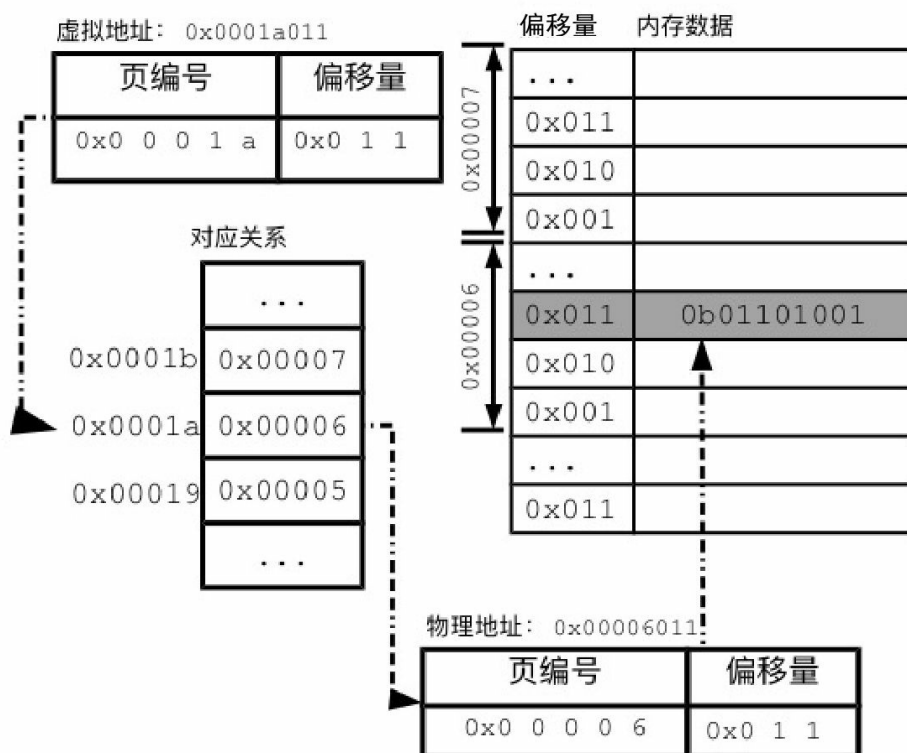 虚拟地址: 0x0001a011
页编号 偏移量
0x0 0 0 1 a 0x0 1 1
对应关系
...
0x0001b 0x00007
0x0001a 0x00006
0x00019 0x00005
...
偏移量 内存数据
0x00007
...
0x011
0x010
0x001
0x00006
...
0x011 0b01101001
0x010
0x001
...
0x011
物理地址: 0x00006011
页编号 偏移量
0x0 0 0 0 6 0x0 1 1